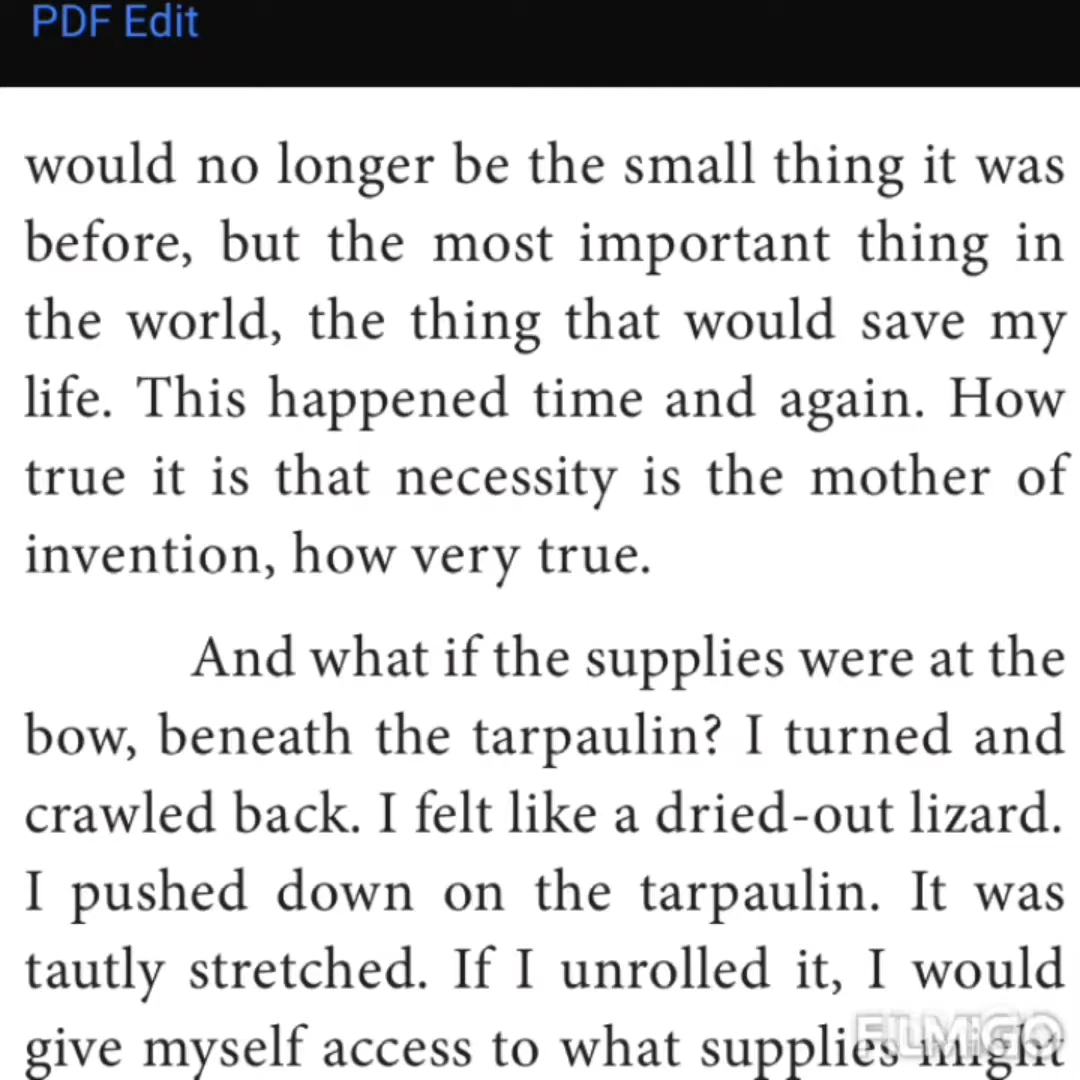 PDF Edit
would no longer be the small thing it was
before, but the most important thing in
the world, the thing that would save my
life. This happened time and again. How
true it is that necessity is the mother of
invention, how very true.
And what if the supplies were at the
bow, beneath the tarpaulin? I turned and
crawled back. I felt like a dried-out lizard.
I pushed down on the tarpaulin. It was
tautly stretched. If I unrolled it, I would
give myself access to what supplies might
FILMIGO